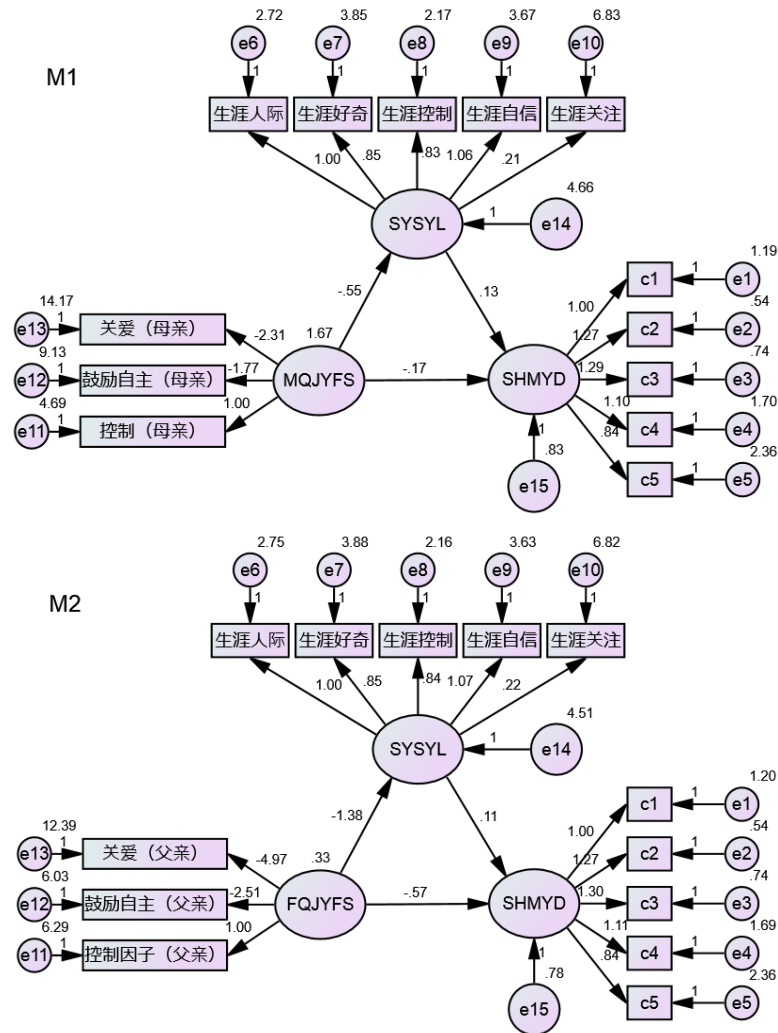 2.72 3.85 2.17 3.67 6.83
e6 e7 e8 e9 e10
M1
1 1 1 1 1
生涯人际 生涯好奇 生涯控制 生涯自信 生涯关注
1.00 .85 .83 1.06 .21
4.66
SYSYL 1 e14
1.19
-.55 .13 c1 1 e1
14.17 1.00 .54
e13 1 关爱（母亲） -2.31 1.67 1.27 c2 1 e2
9.13 .74
e12 1 鼓励自主（母亲） -1.77 MQJYFS -.17 SHMYD 1.29 c3 1 e3
4.69 1.70
e11 1 控制（母亲） 1.00 1.10 c4 1 e4
1 .84 2.36
.83 c5 1 e5
e15
2.75 3.88 2.16 3.63 6.82
e6 e7 e8 e9 e10
M2
1 1 1 1 1
生涯人际 生涯好奇 生涯控制 生涯自信 生涯关注
1.00 .85 .84 1.07 .22
4.51
SYSYL 1 e14
1.20
-1.38 .11 c1 1 e1
12.39 1.00 .54
e13 1 关爱（父亲） -4.97 .33 1.27 c2 1 e2
6.03 .74
e12 1 鼓励自主（父亲） -2.51 FQJYFS -.57 SHMYD 1.30 c3 1 e3
6.29 1.69
e11 1 控制因子（父亲） 1.00 1.11 c4 1 e4
1 .84 2.36
.78 c5 1 e5
e15